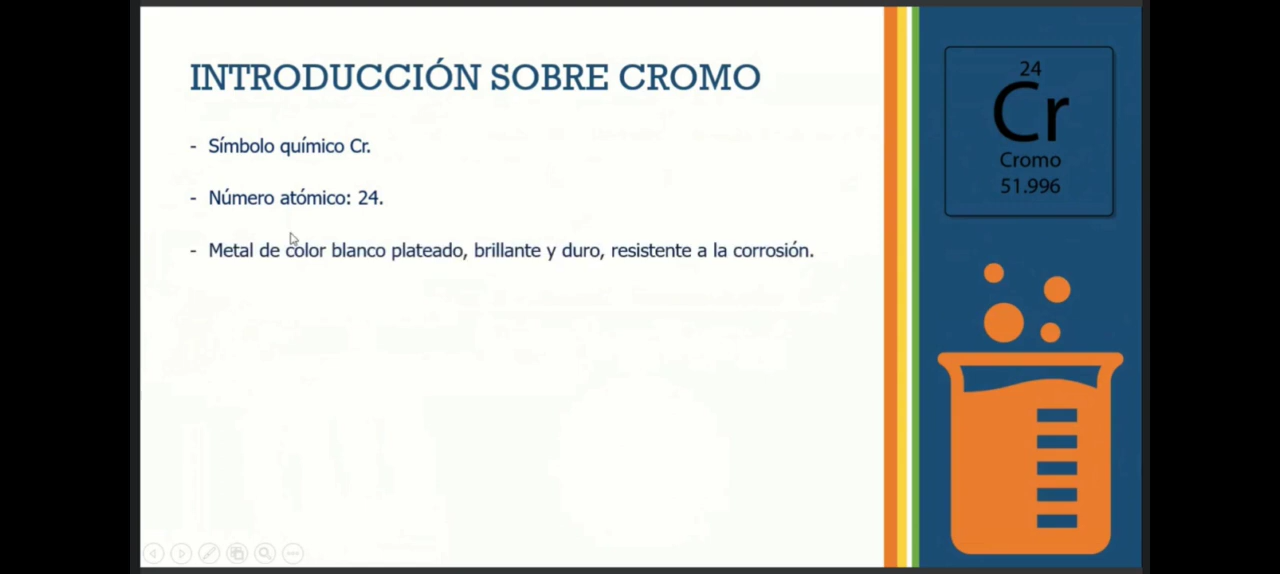 INTRODUCCIÓN SOBRE CROMO
- Símbolo químico Cr.
- Número atómico: 24.
- Metal de color blanco plateado, brillante y duro, resistente a la corrosión.
24
Cr
Cromo
51.996